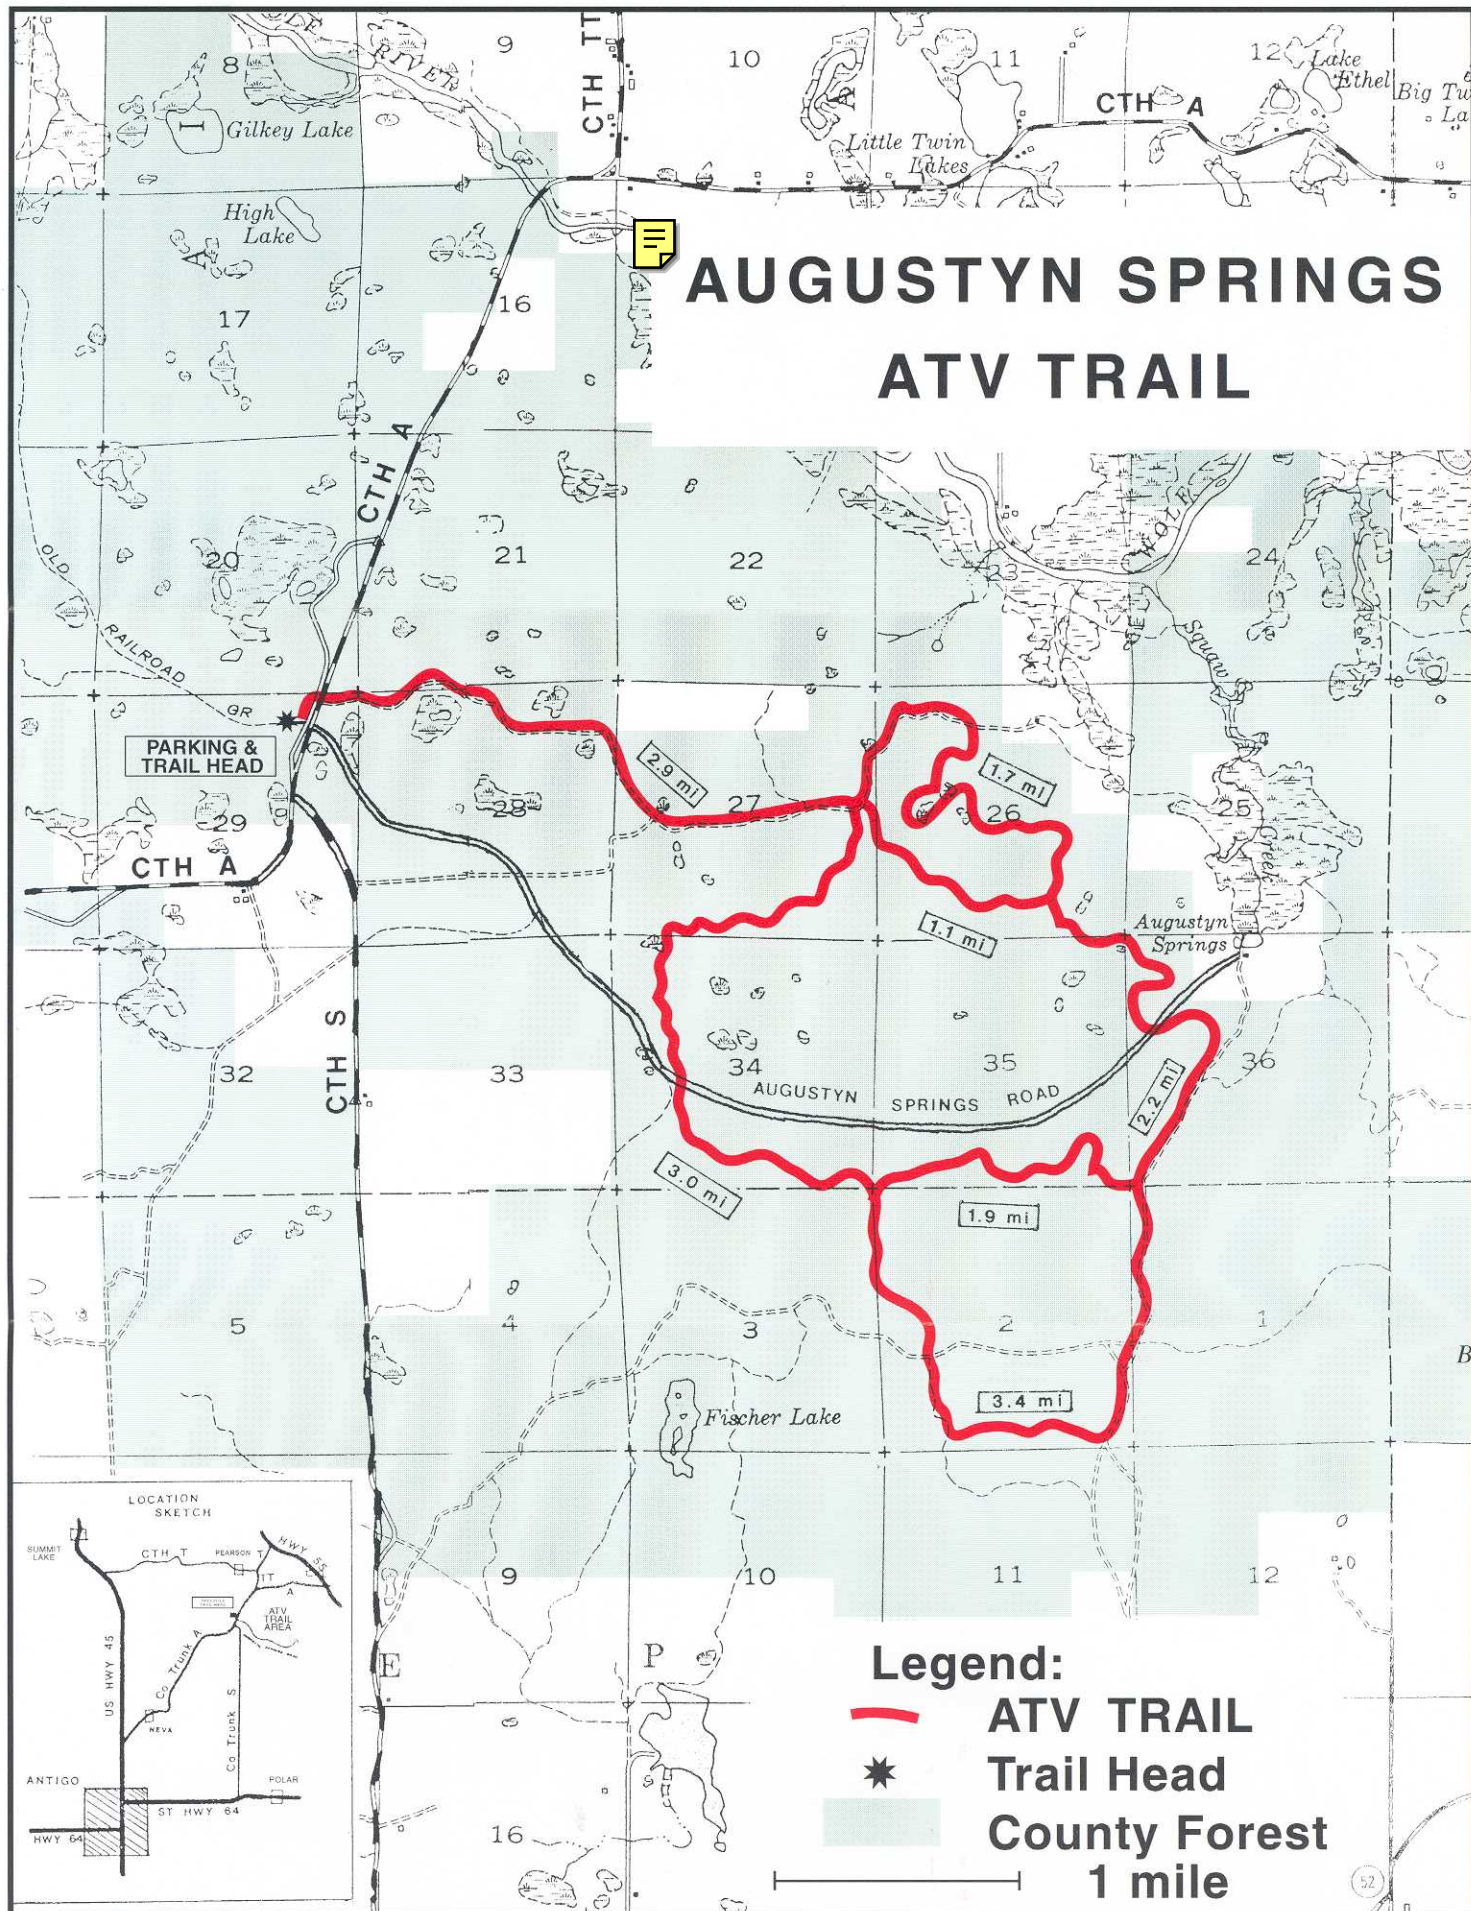 9
CTH TT
10
11
12
8
RIVER
Lake
Ethel
CTH A
Big Tw
La
I
Gilkey Lake
A
Little Twin
Lakes
High
Lake
A
AUGUSTYN SPRINGS
ATV TRAIL
17
16
CTH A
WOLF
OLD
20
21
22
23
24
RAILROAD
GR
Squaw
PARKING &
TRAIL HEAD
2.9 mi
1.7 mi
28
27
26
25
29
CTH A
Creek
1.1 mi
Augustyn
Springs
CTH S
32
33
34
35
36
AUGUSTYN SPRINGS ROAD
2.2 mi
3.0 mi
1.9 mi
5
4
3
2
1
B
3.4 mi
Fischer Lake
9
10
11
12
E
P
16
LOCATION
SKETCH
SUMMIT
LAKE
CTH T
PEARSON
T
HWY 55
TT
A
ATV
TRAIL
AREA
US HWY 45
Co Trunk A
Co Trunk S
NEVA
ANTIGO
POLAR
ST HWY 64
HWY 64
Legend:
ATV TRAIL
Trail Head
County Forest
1 mile
52